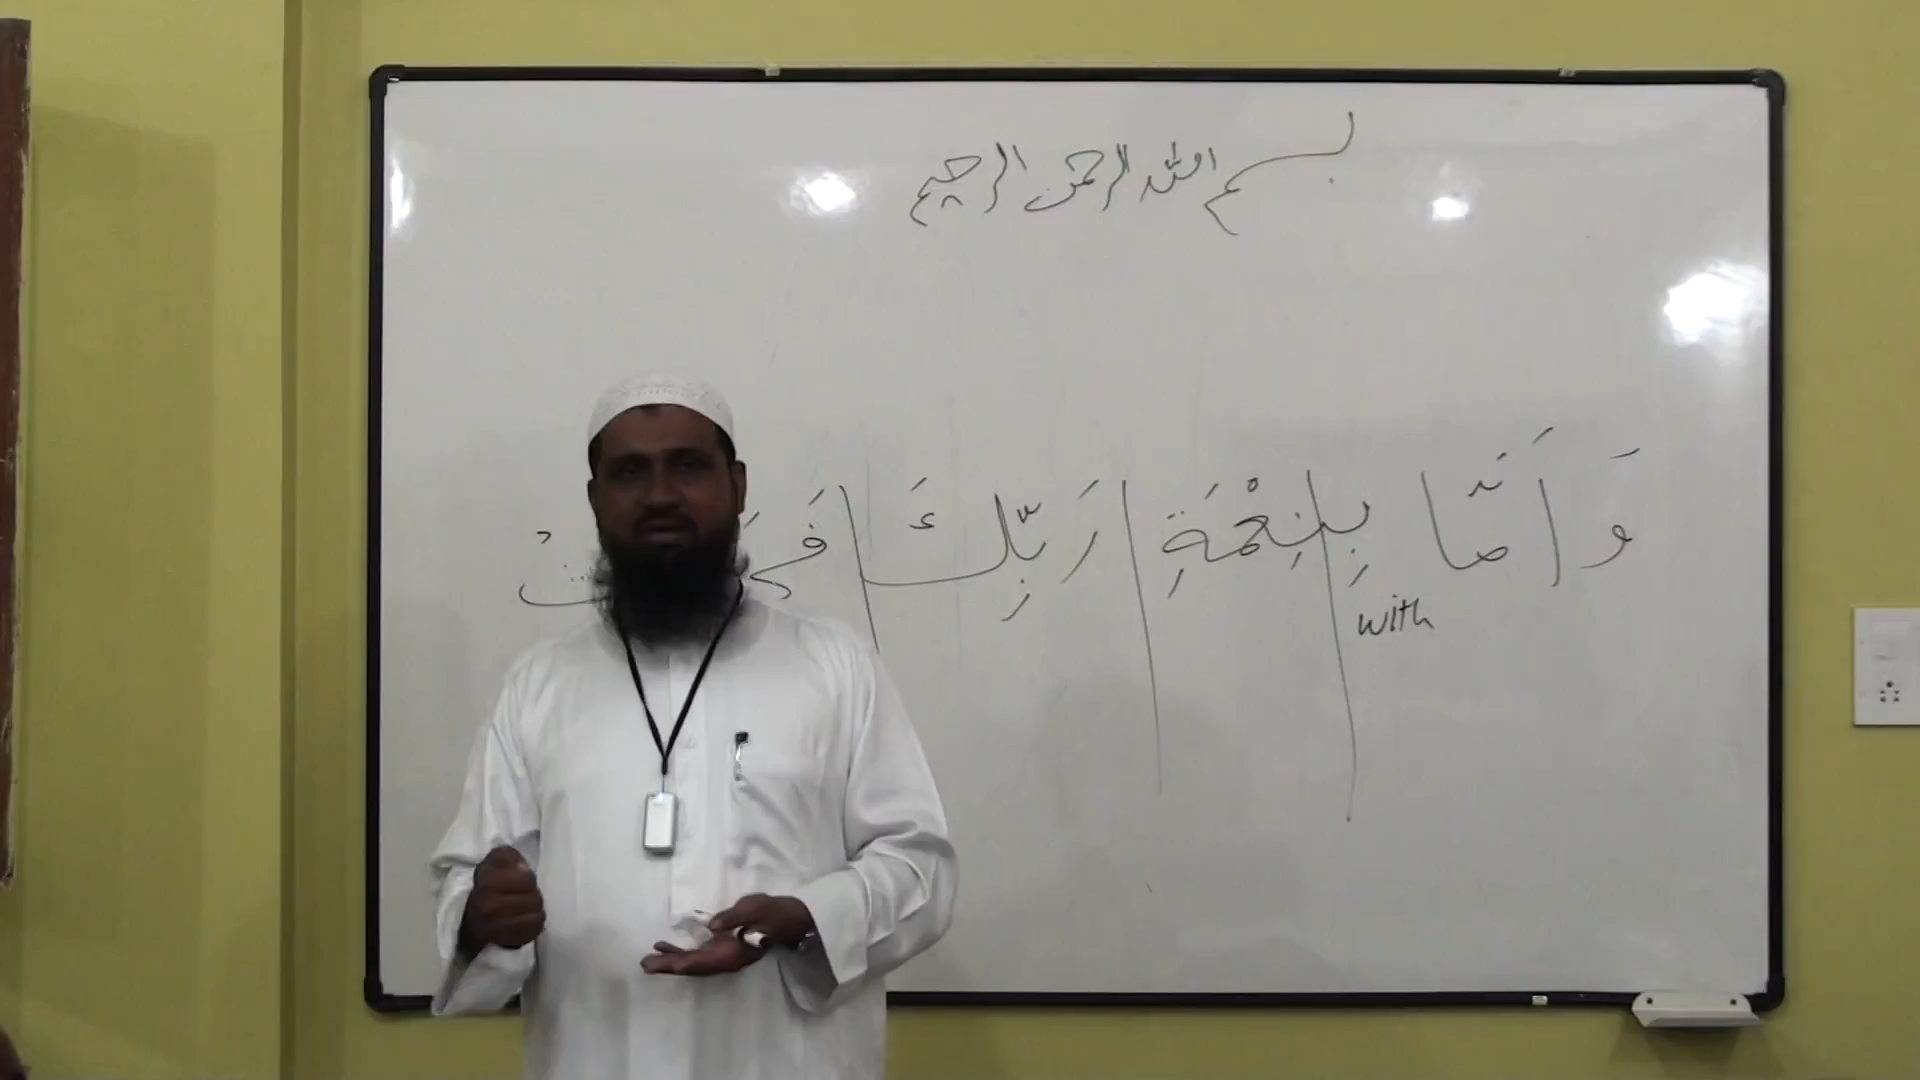 بسم الله الرحمن الرحيم
وَ اَمَّا بِنِعْمَةِ رَبِّكَ
with